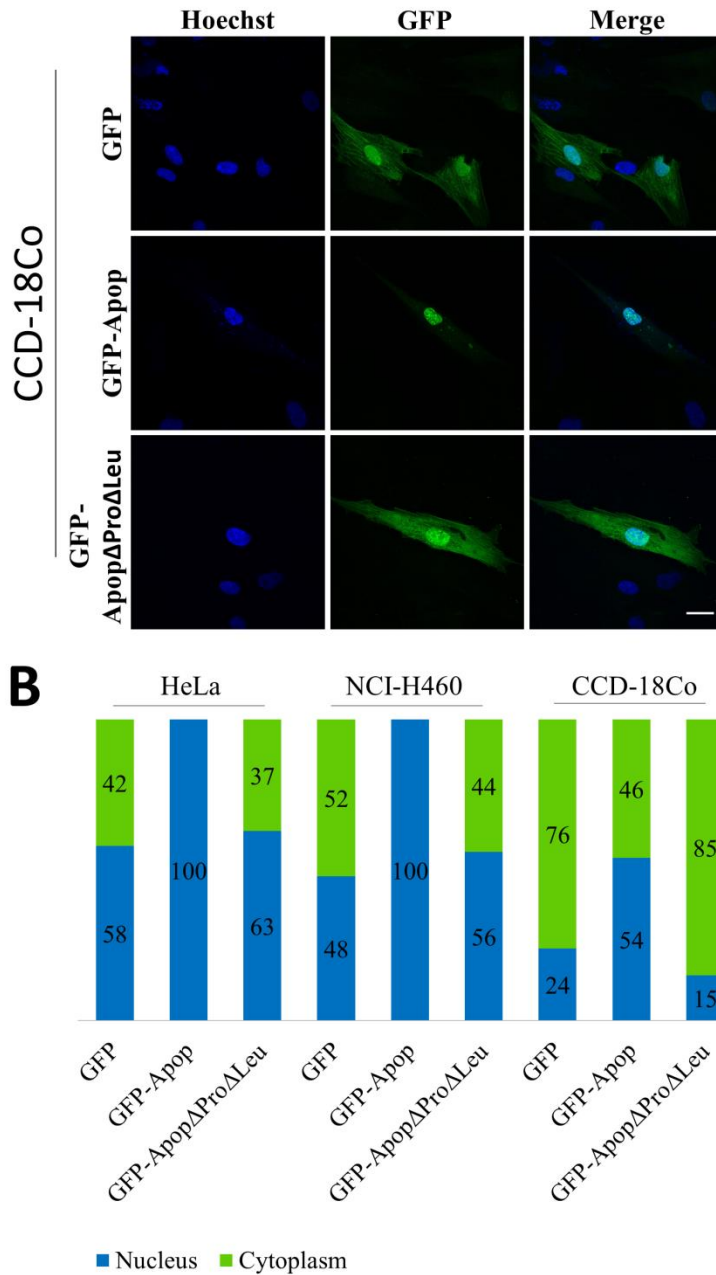 Hoechst GFP Merge
CCD-18Co
GFP
GFP-Apop
GFP-
ApopΔProΔLeu
B
HeLa NCI-H460 CCD-18Co
42 37 52 44 76 46 85
100 100
58 63 48 56 24 54 15
GFP GFP-Apop GFP-ApopΔProΔLeu GFP GFP-Apop GFP-ApopΔProΔLeu GFP GFP-Apop GFP-ApopΔProΔLeu
Nucleus Cytoplasm